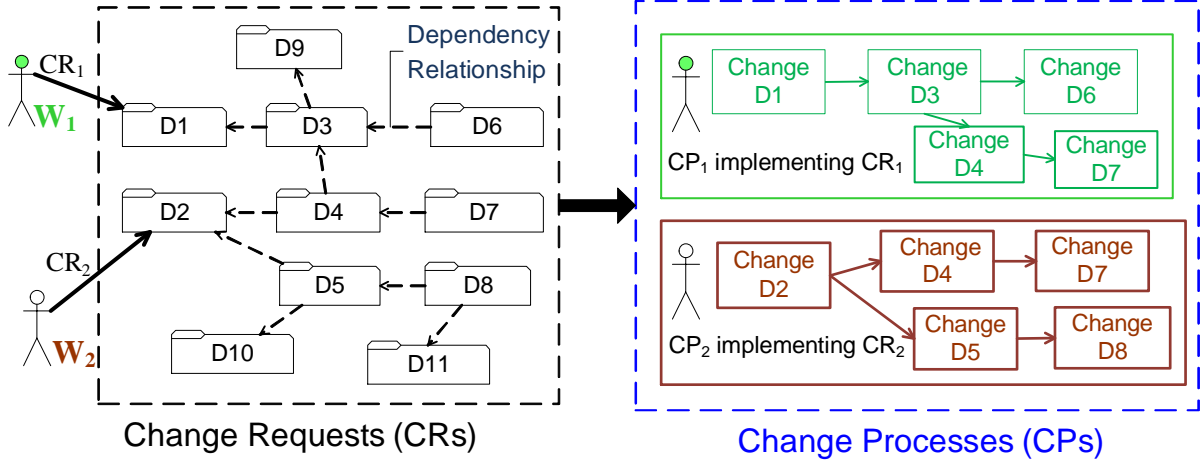 Dependency
Relationship
D9
CR1
W1
D1
D3
D6
D2
D4
D7
CR2
W2
D5
D8
D10
D11
Change Requests (CRs)
Change
D1
Change
D3
Change
D6
Change
D4
Change
D7
CP1 implementing CR1
Change
D2
Change
D4
Change
D7
Change
D5
Change
D8
CP2 implementing CR2
Change Processes (CPs)